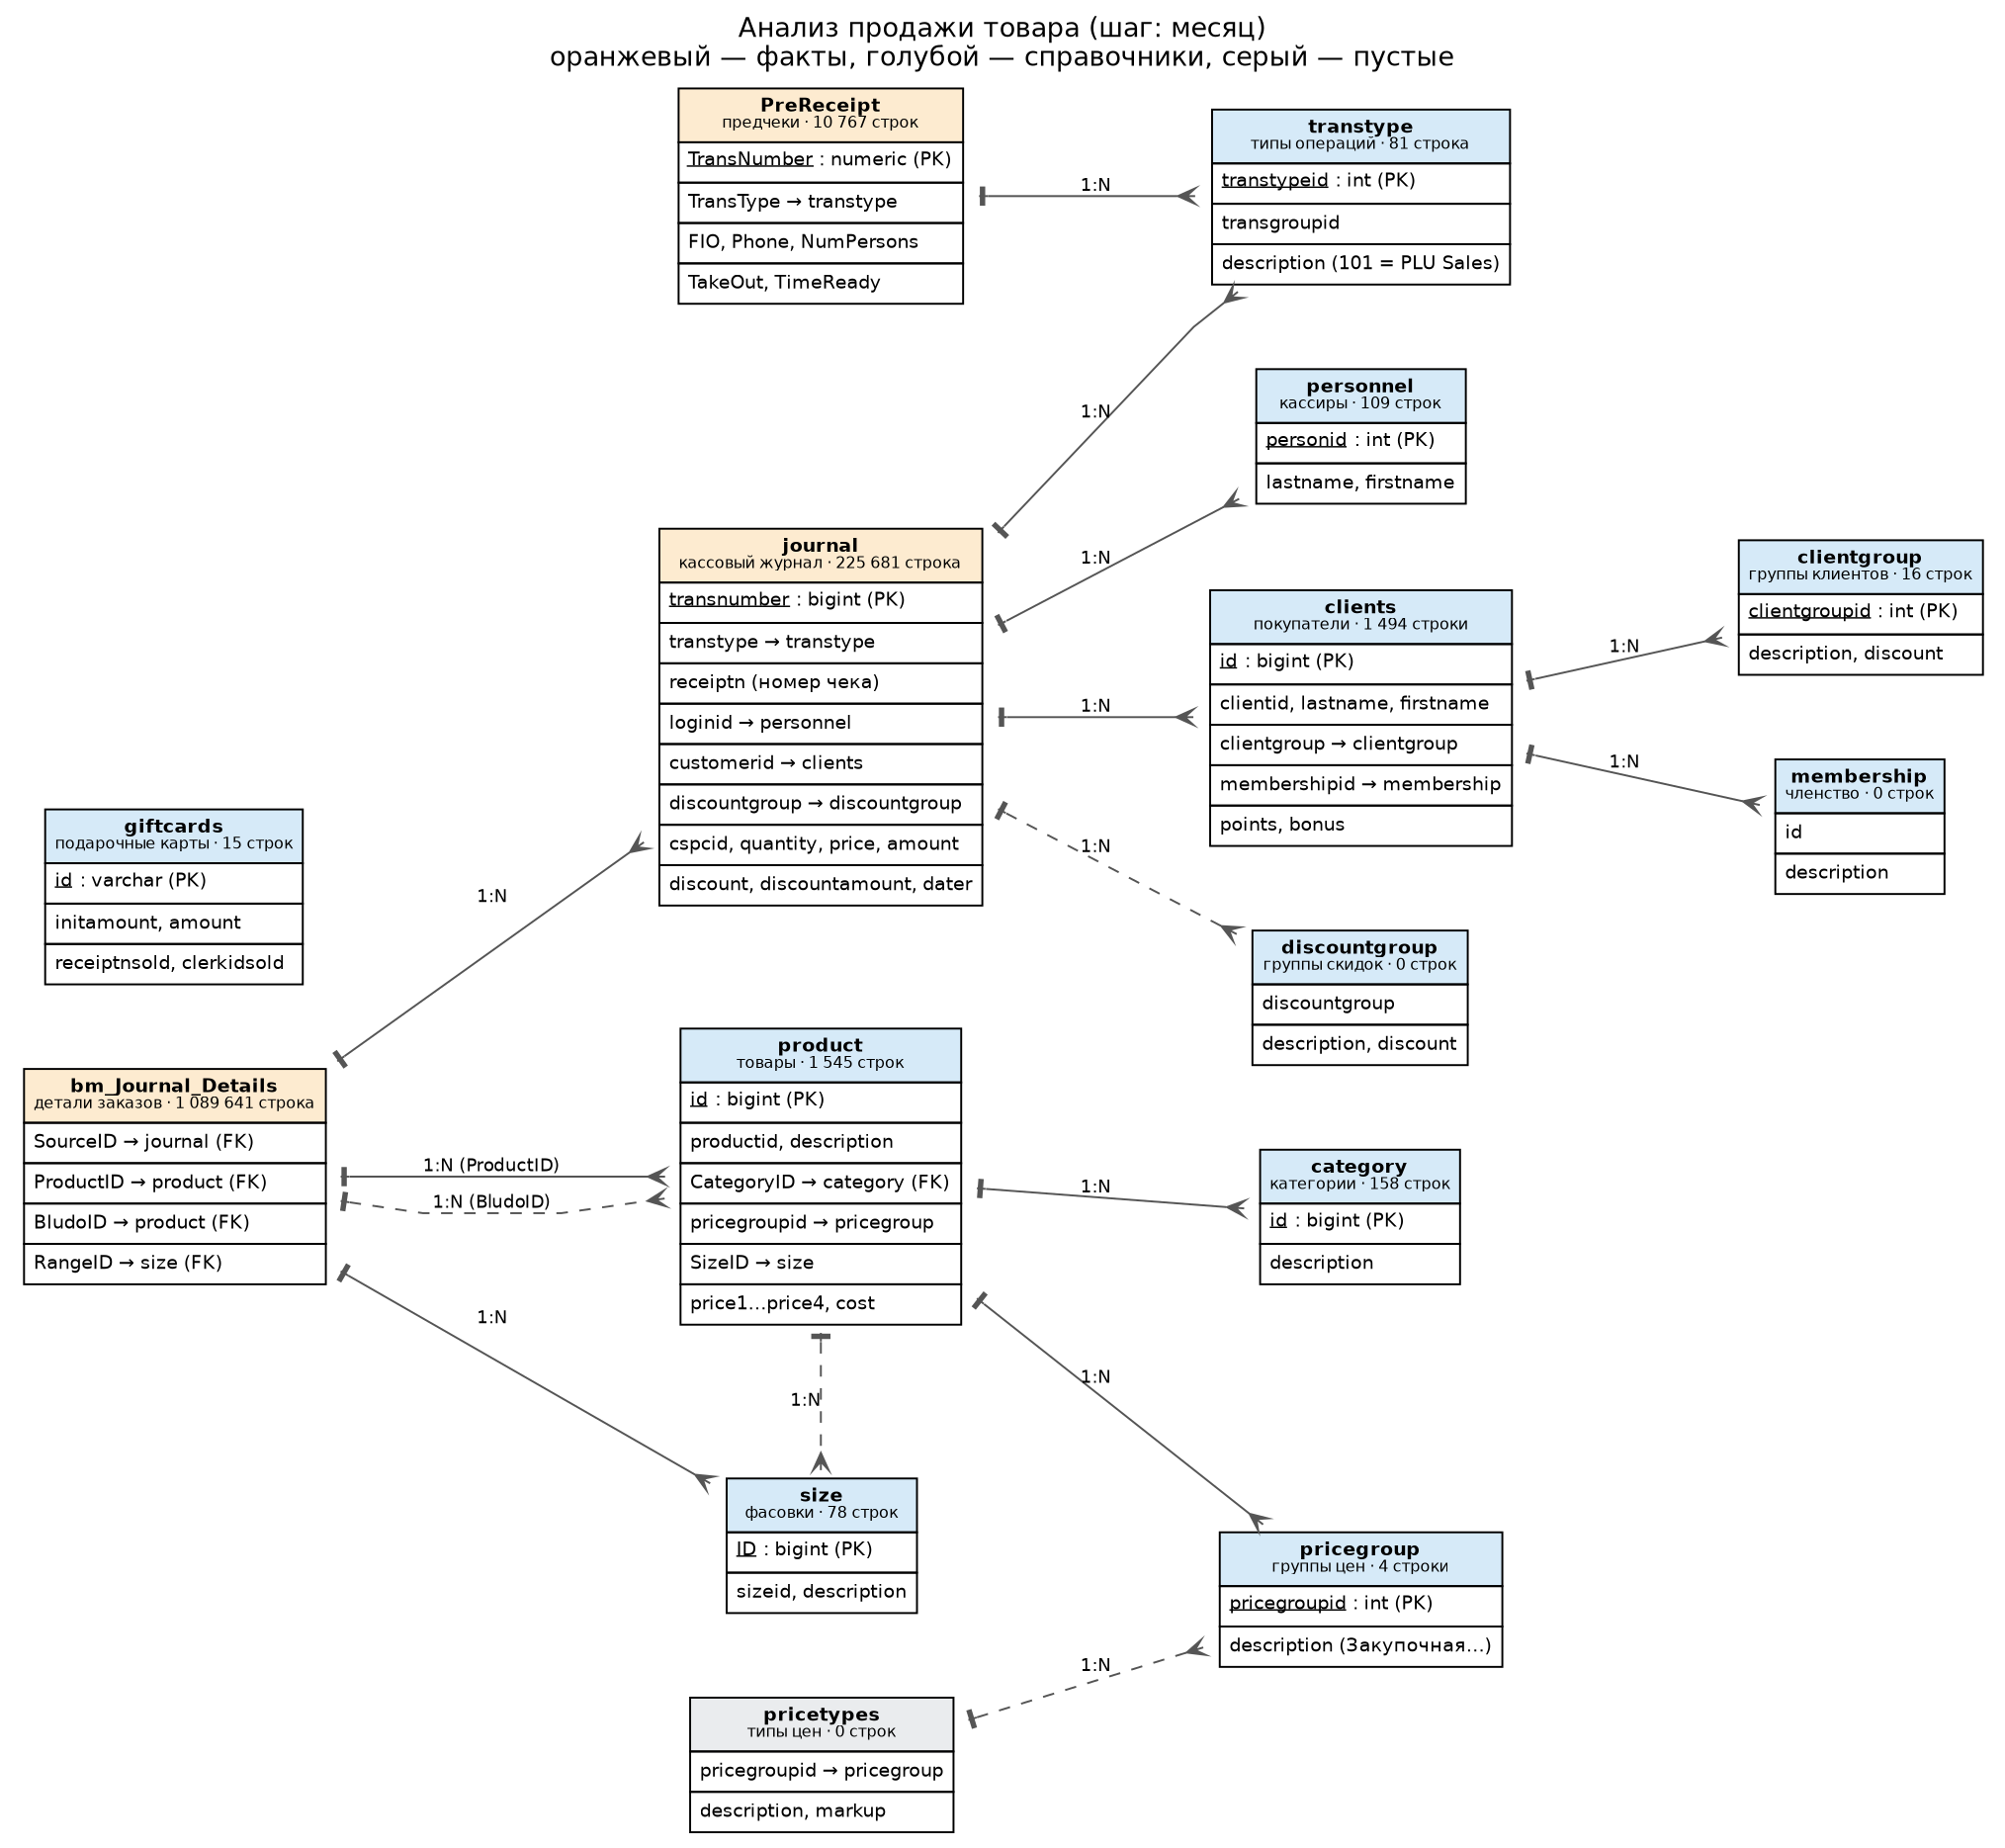 Анализ продажи товара (шаг: месяц)
оранжевый — факты, голубой — справочники, серый — пустые
PreReceipt
предчеки · 10 767 строк
TransNumber : numeric (PK)
TransType → transtype
FIO, Phone, NumPersons
TakeOut, TimeReady
1:N
transtype
типы операций · 81 строка
transtypeid : int (PK)
transgroupid
description (101 = PLU Sales)
1:N
personnel
кассиры · 109 строк
personid : int (PK)
lastname, firstname
1:N
journal
кассовый журнал · 225 681 строка
transnumber : bigint (PK)
transtype → transtype
receiptn (номер чека)
loginid → personnel
customerid → clients
discountgroup → discountgroup
cspcid, quantity, price, amount
discount, discountamount, dater
1:N
clients
покупатели · 1 494 строки
id : bigint (PK)
clientid, lastname, firstname
clientgroup → clientgroup
membershipid → membership
points, bonus
1:N
clientgroup
группы клиентов · 16 строк
clientgroupid : int (PK)
description, discount
1:N
membership
членство · 0 строк
id
description
1:N
discountgroup
группы скидок · 0 строк
discountgroup
description, discount
giftcards
подарочные карты · 15 строк
id : varchar (PK)
initamount, amount
receiptnsold, clerkidsold
1:N
bm_Journal_Details
детали заказов · 1 089 641 строка
SourceID → journal (FK)
ProductID → product (FK)
BludoID → product (FK)
RangeID → size (FK)
1:N (ProductID)
1:N (BludoID)
1:N
product
товары · 1 545 строк
id : bigint (PK)
productid, description
CategoryID → category (FK)
pricegroupid → pricegroup
SizeID → size
price1...price4, cost
1:N
category
категории · 158 строк
id : bigint (PK)
description
1:N
1:N
size
фасовки · 78 строк
ID : bigint (PK)
sizeid, description
pricegroup
группы цен · 4 строки
pricegroupid : int (PK)
description (Закупочная...)
1:N
pricetypes
типы цен · 0 строк
pricegroupid → pricegroup
description, markup